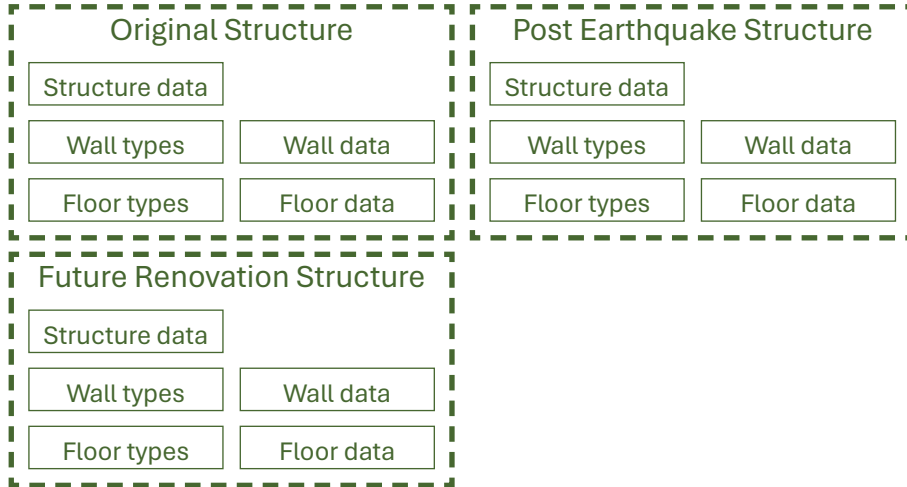 Original Structure
Structure data
Wall types
Wall data
Floor types
Floor data
Post Earthquake Structure
Structure data
Wall types
Wall data
Floor types
Floor data
Future Renovation Structure
Structure data
Wall types
Wall data
Floor types
Floor data